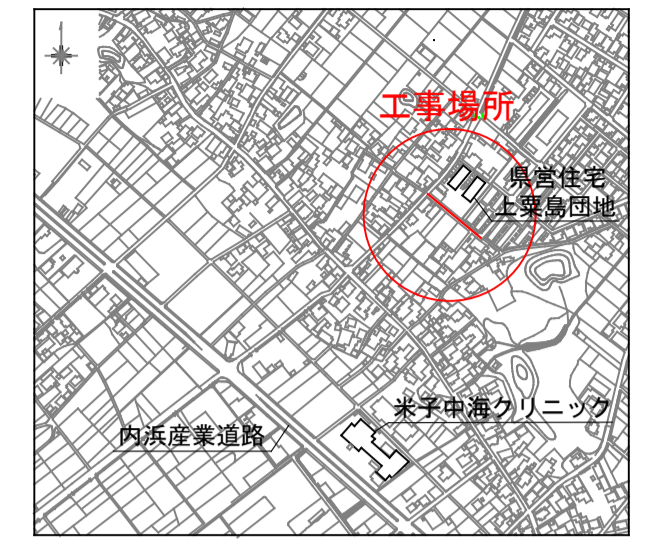 工事場所
県営住宅
上粟島団地
米子中海クリニック
内浜産業道路